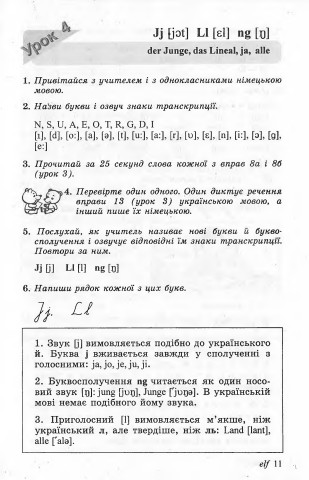 Урок 4
Jj [jɔt] Ll [ɛl] ng [ŋ]
der Junge, das Lineal, ja, alle
1. Привітайся з учителем і з однокласниками німецькою
мовою.
2. Назви букви і озвуч знаки транскрипції.
N, S, U, A, E, O, T, R, G, D, I
[ɪ], [d], [o:], [a], [ə], [t], [u:], [a:], [r], [ʊ], [ɛ], [n], [i:], [ə], [g],
[e:]
3. Прочитай за 25 секунд слова кожної з вправ 8а і 8б
(урок 3).
4. Перевірте один одного. Один диктує речення
вправи 13 (урок 3) українською мовою, а
інший пише їх німецькою.
5. Послухай, як учитель називає нові букви й букво-
сполучення і озвучує відповідні їм знаки транскрипції.
Повтори за ним.
Jj [j] Ll [l] ng [ŋ]
6. Напиши рядок кожної з цих букв.
Jj. Ll
1. Звук [j] вимовляється подібно до українського
й. Буква j вживається завжди у сполученні з
голосними: ja, jo, je, ju, ji.
2. Буквосполучення ng читається як один носо-
вий звук [ŋ]: jung [jʊŋ], Junge ['jʊŋə]. В українській
мові немає подібного йому звука.
3. Приголосний [l] вимовляється м'якше, ніж
український л, але твердіше, ніж ль: Land [lant],
alle ['alə].
elf 11